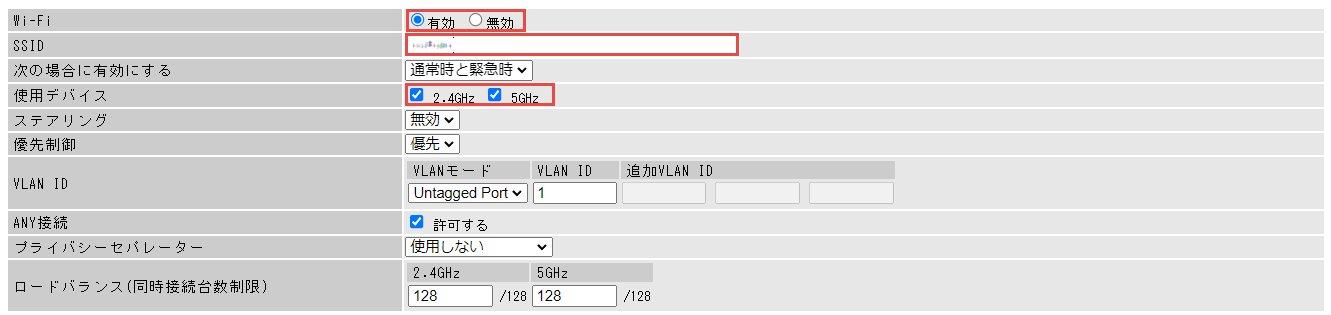 Wi-Fi 有効 無効
SSID
次の場合に有効にする 通常時と緊急時
使用デバイス 2.4GHz 5GHz
ステアリング 無効
優先制御 優先
VLANモード VLAN ID 追加VLAN ID
VLAN ID
Untagged Port 1
ANY接続 許可する
プライバシーセパレーター 使用しない
2.4GHz 5GHz
ロードバランス(同時接続台数制限)
128 /128 128 /128